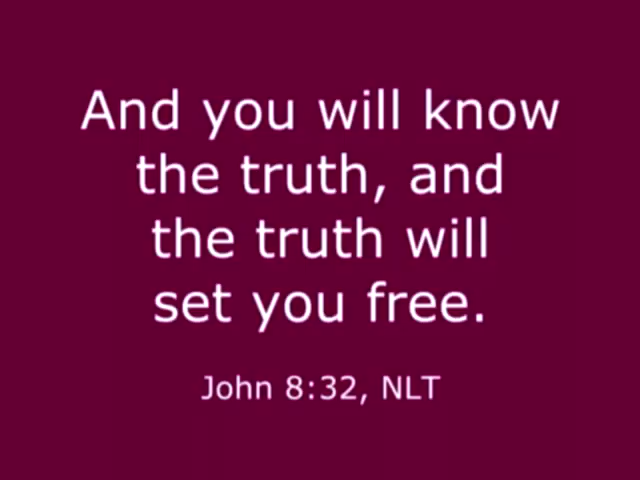 And you will know
the truth, and
the truth will
set you free.
John 8:32, NLT